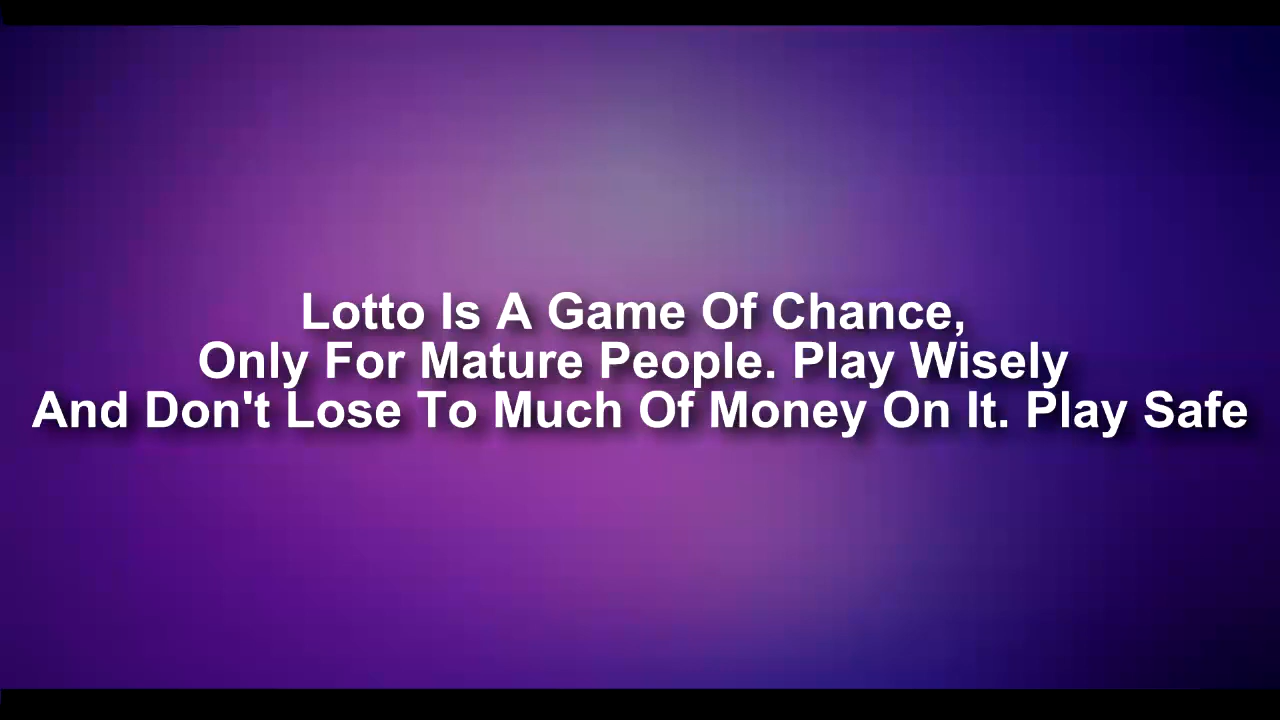 Lotto Is A Game Of Chance,
Only For Mature People. Play Wisely
And Don't Lose To Much Of Money On It. Play Safe